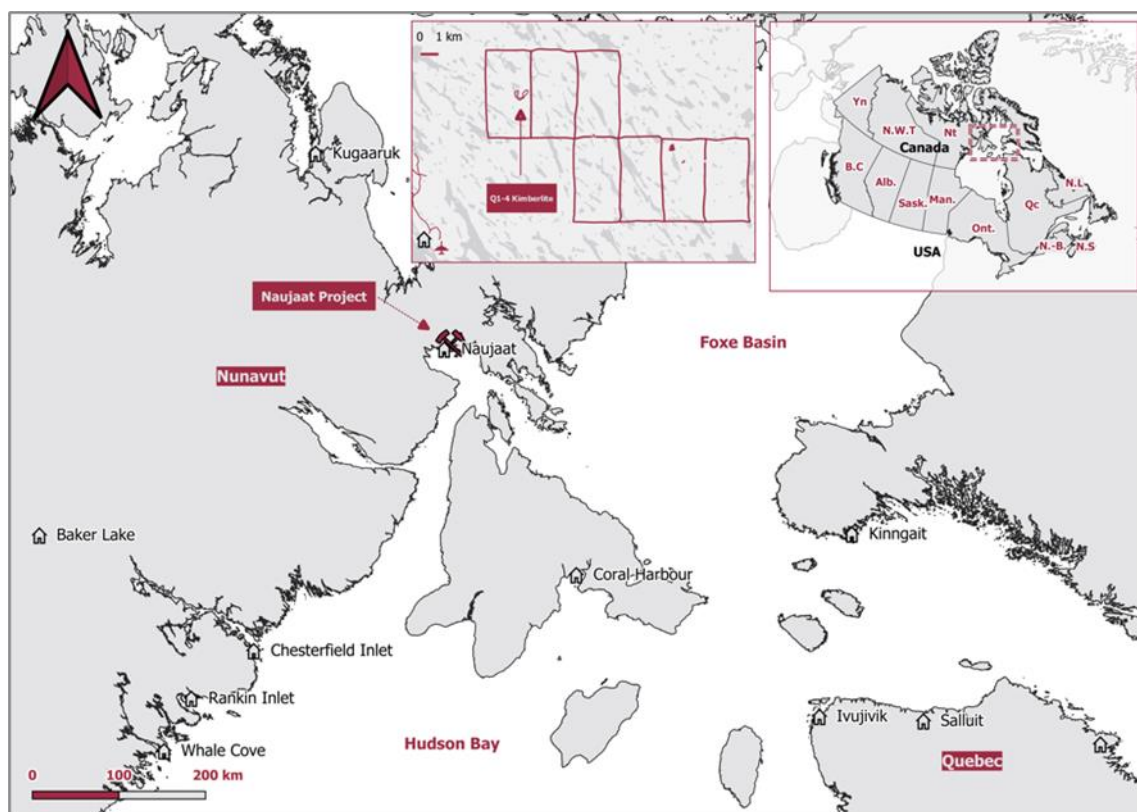 0 1 km
Q1-4 Kimberlite
Yn
N.W.T
Nt
Canada
B.C
Alb.
Sask.
Man.
Ont.
Qc
N.L
N.-B.
N.S
USA
Kugaaruk
Naujaat Project
Naujaat
Foxe Basin
Nunavut
Baker Lake
Kinngait
Coral Harbour
Chesterfield Inlet
Rankin Inlet
Ivujivik
Salluit
Whale Cove
Hudson Bay
Quebec
0 100 200 km